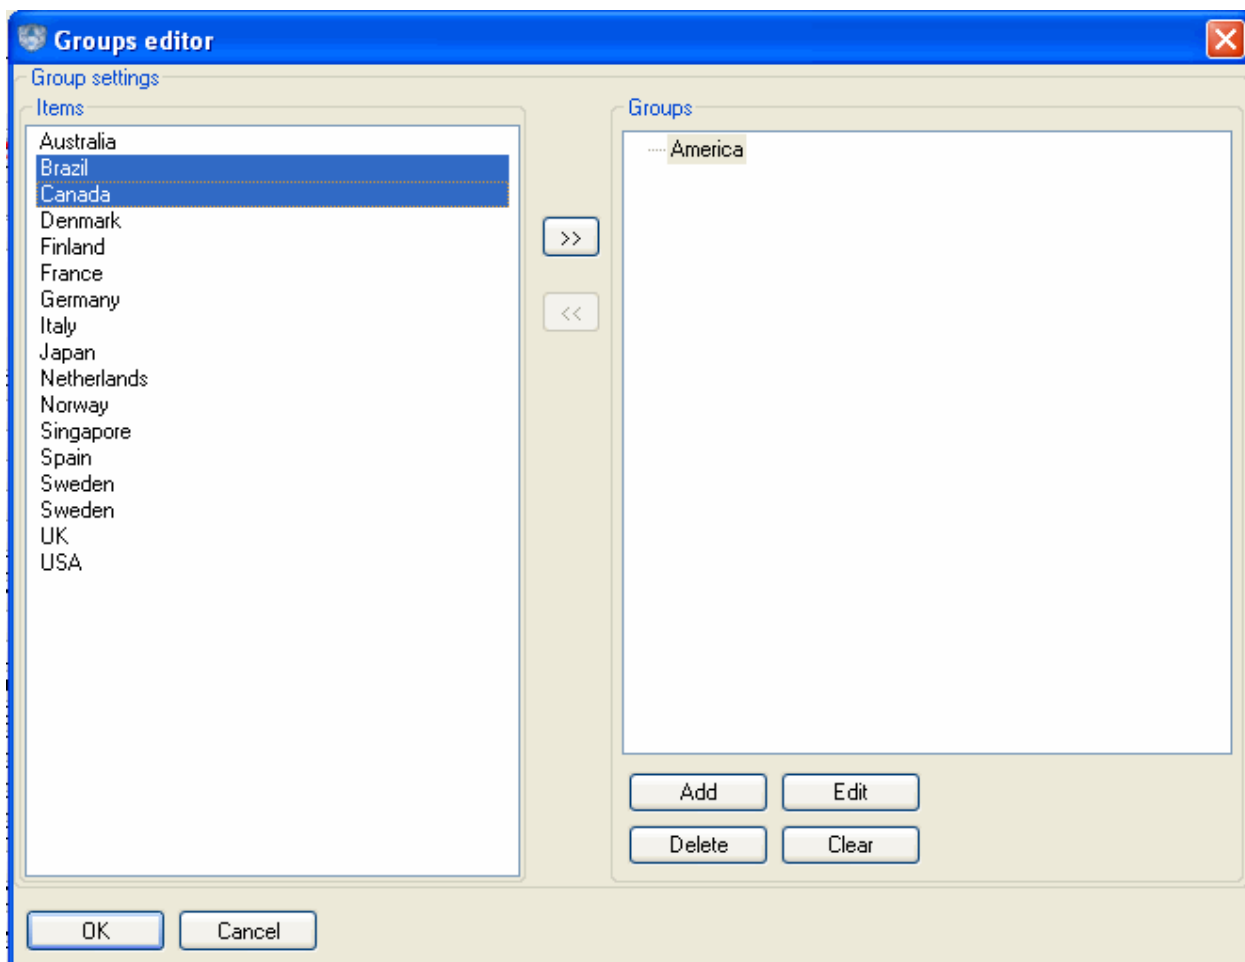 Groups editor
Group settings
Items
Australia
Brazil
Canada
Denmark
Finland
France
Germany
Italy
Japan
Netherlands
Norway
Singapore
Spain
Sweden
Sweden
UK
USA
>>
<<
Groups
America
Add
Edit
Delete
Clear
OK
Cancel